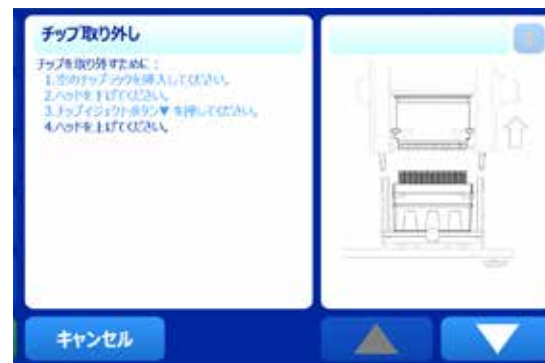 チップ取り外し
チップを取り外すために：
1.空のチップラックを挿入してください。
2.ヘッドを下げてください。
3.チップイジェクトボタン▼を押してください。
4.ヘッドを上げてください。
キャンセル